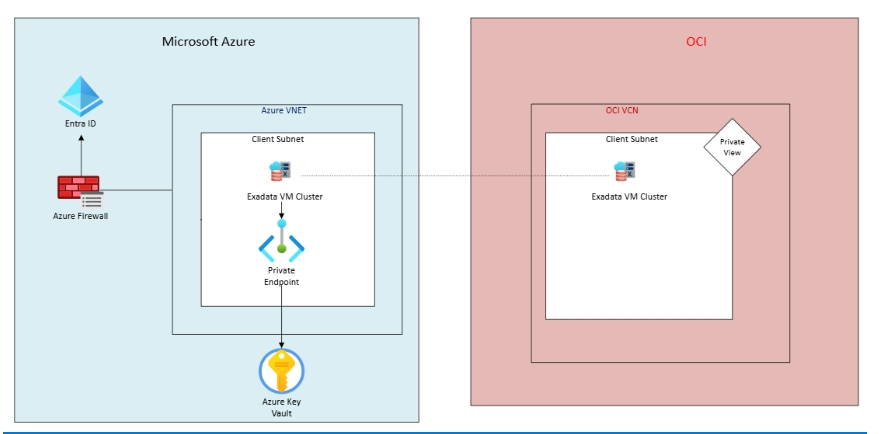 Microsoft Azure
OCI
Entra ID
Azure Firewall
Azure VNET
Client Subnet
Exadata VM Cluster
Private
Endpoint
Azure Key
Vault
OCI VCN
Client Subnet
Private
View
Exadata VM Cluster